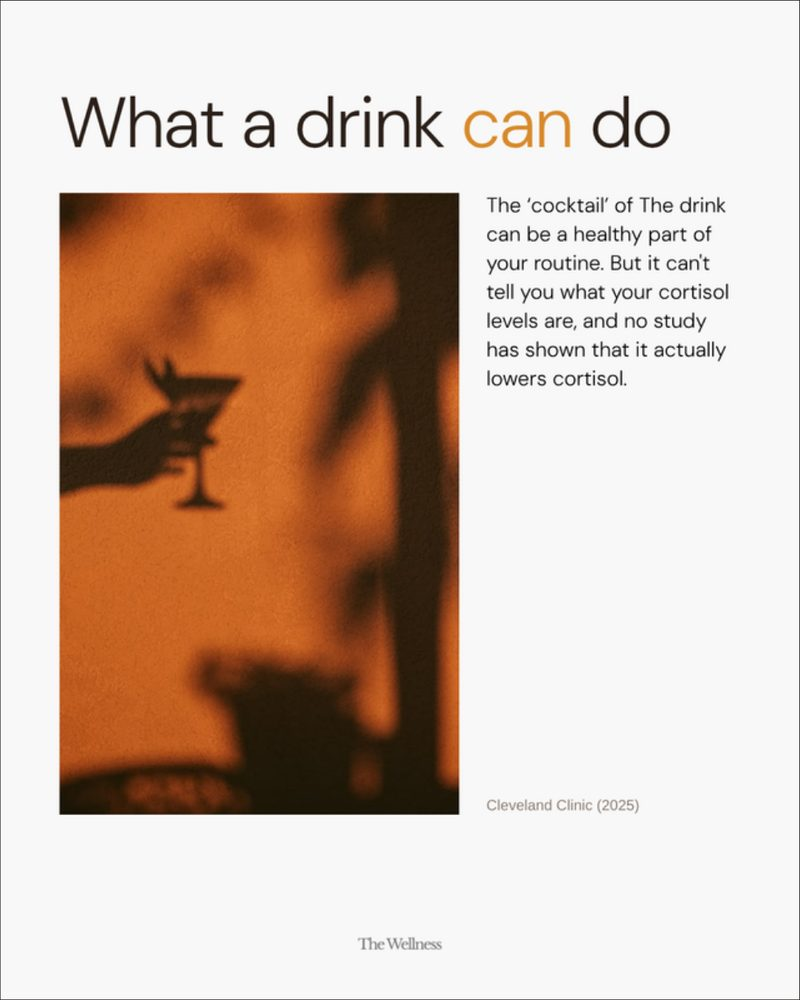 What a drink can do
The ‘cocktail’ of The drink
can be a healthy part of
your routine. But it can't
tell you what your cortisol
levels are, and no study
has shown that it actually
lowers cortisol.
Cleveland Clinic (2025)
The Wellness